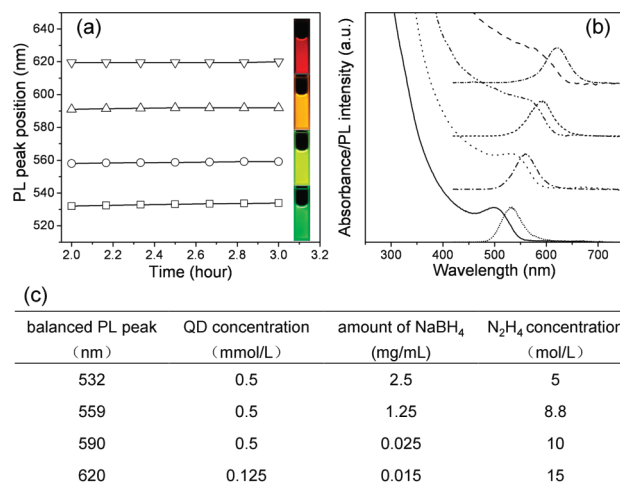 (a)
PL peak position (nm)
640
620
600
580
560
540
520
2.0 2.2 2.4 2.6 2.8 3.0 3.2
Time (hour)
(b)
Absorbance/PL intensity (a.u.)
300 400 500 600 700
Wavelength (nm)
(c)
balanced PL peak QD concentration amount of NaBH₄ N₂H₄ concentration
（nm） （mmol/L） (mg/mL) （mol/L）
532 0.5 2.5 5
559 0.5 1.25 8.8
590 0.5 0.025 10
620 0.125 0.015 15